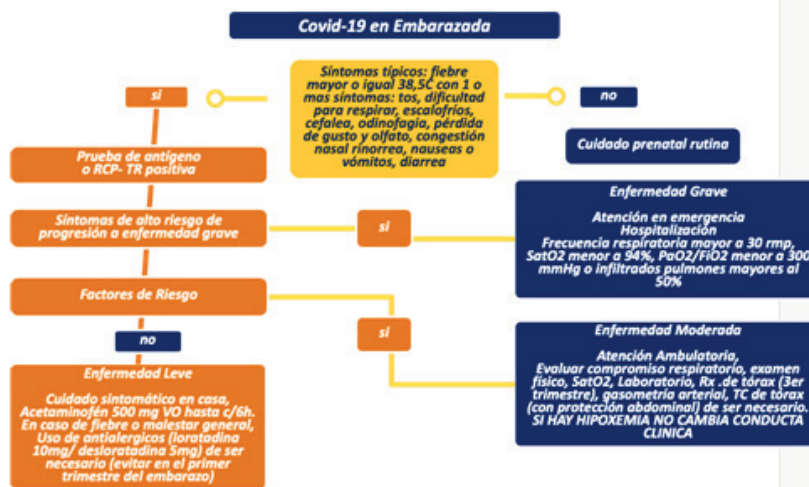 Covid-19 en Embarazada
Síntomas típicos: fiebre
mayor o igual 38,5C con 1 o
mas síntomas: tos, dificultad
para respirar, escalofríos,
cefalea, odinofagia, pérdida
de gusto y olfato, congestión
nasal rinorrea, nauseas o
vómitos, diarrea
si
no
Prueba de antígeno
o RCP- TR positiva
Cuidado prenatal rutina
Síntomas de alto riesgo de
progresión a enfermedad grave
si
Enfermedad Grave
Atención en emergencia
Hospitalización
Frecuencia respiratoria mayor a 30 rmp,
SatO2 menor a 94%, PaO2/FiO2 menor a 300
mmHg o infiltrados pulmones mayores al
50%
Factores de Riesgo
si
no
Enfermedad Moderada
Atención Ambulatoria,
Evaluar compromiso respiratorio, examen
físico, SatO2, Laboratorio, Rx .de tórax (3er
trimestre), gasometría arterial, TC de tórax
(con protección abdominal) de ser necesario.
SI HAY HIPOXEMIA NO CAMBIA CONDUCTA
CLINICA
Enfermedad Leve
Cuidado sintomático en casa,
Acetaminofén 500 mg VO hasta c/6h.
En caso de fiebre o malestar general,
Uso de antialergicos (loratadina
10mg/ desloratadina 5mg) de ser
necesario (evitar en el primer
trimestre del embarazo)